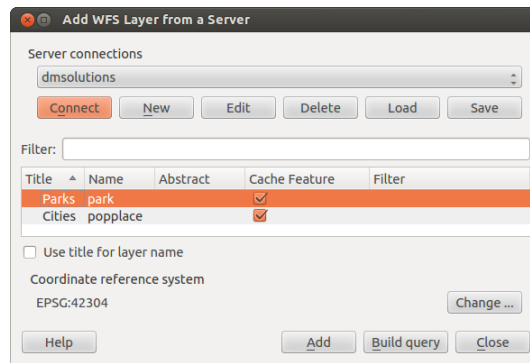 Add WFS Layer from a Server
Server connections
dmsolutions
Connect New Edit Delete Load Save
Filter:
Title Name Abstract Cache Feature Filter
Parks park
Cities popplace
Use title for layer name
Coordinate reference system
EPSG:42304 Change ...
Help Add Build query Close